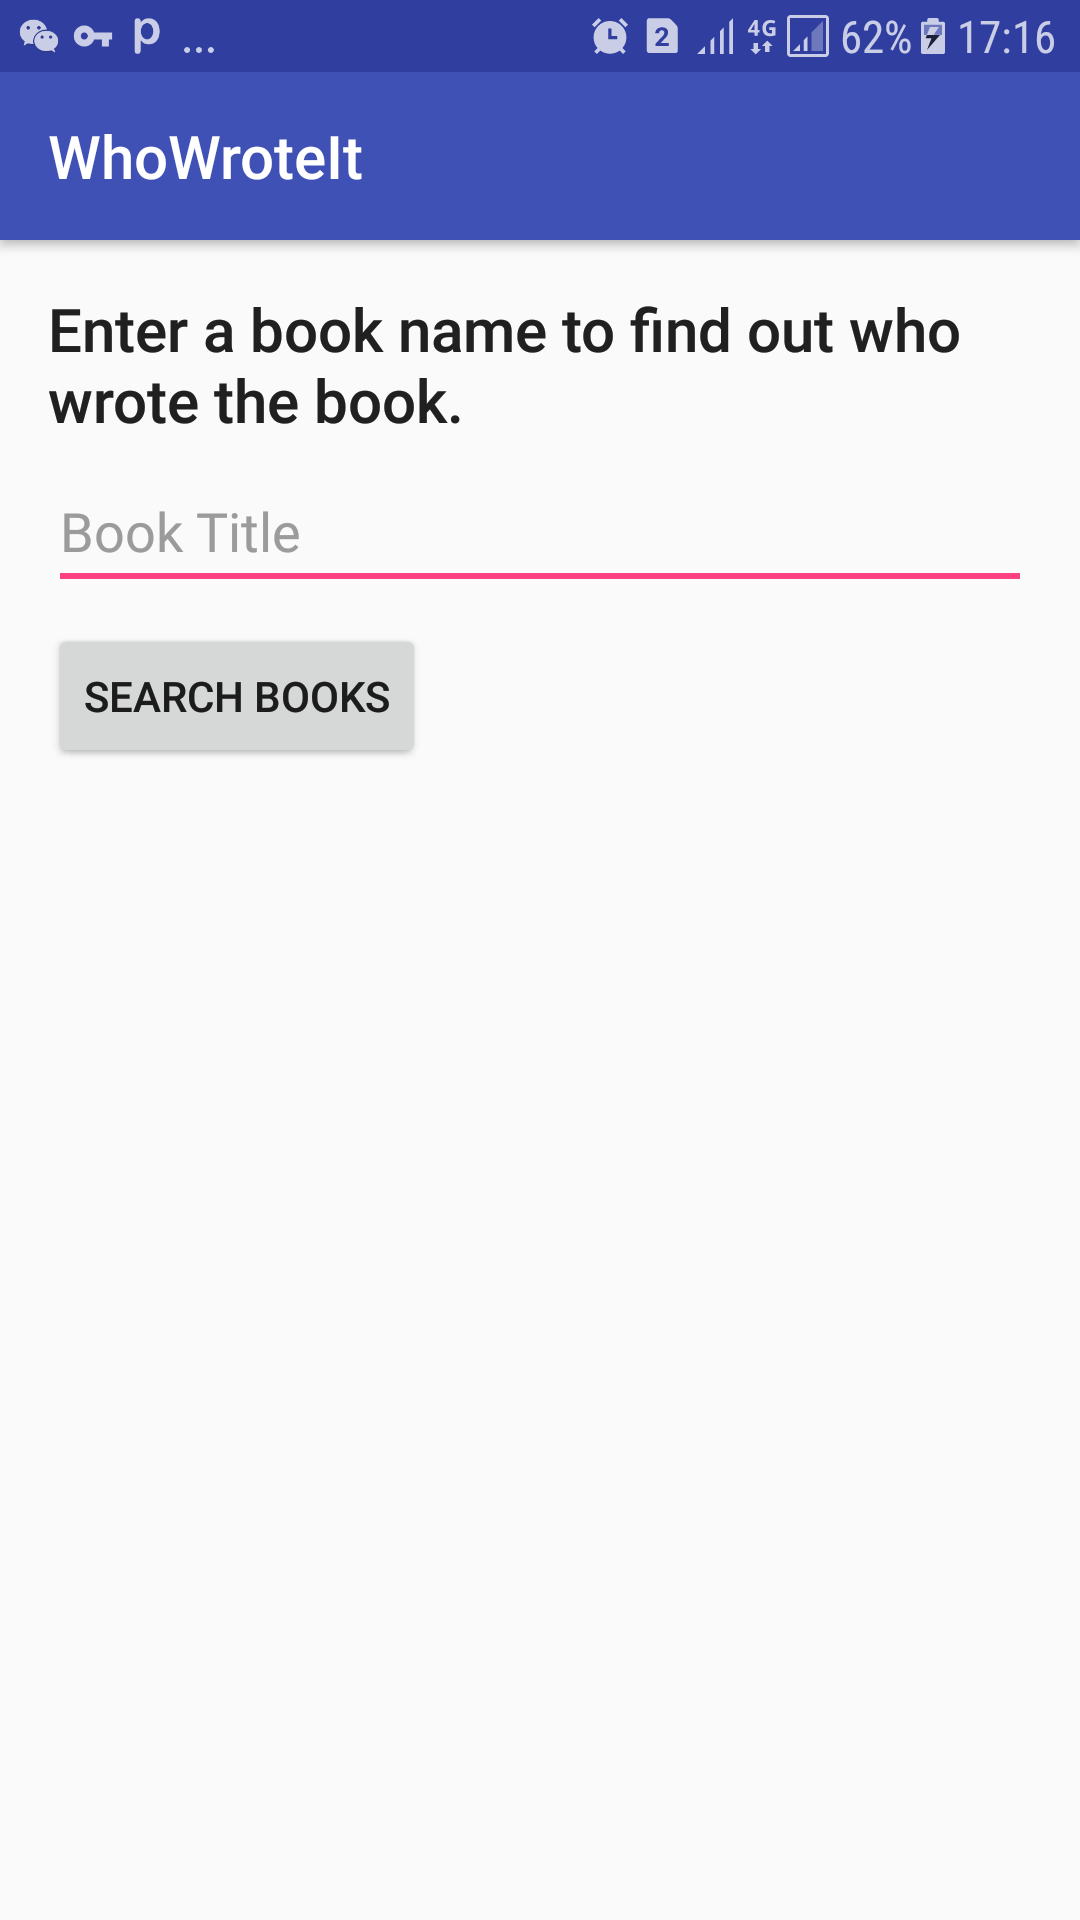 p ... 2 4G 62% 17:16
WhoWroteIt
Enter a book name to find out who
wrote the book.
Book Title
SEARCH BOOKS